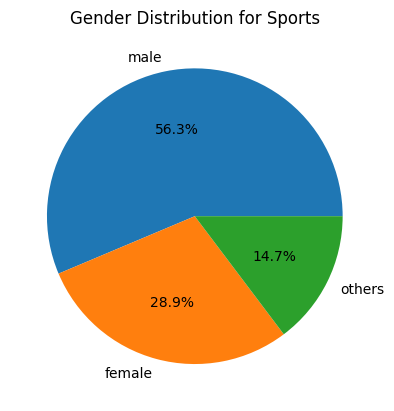 Gender Distribution for Sports
male
56.3%
14.7%
others
28.9%
female